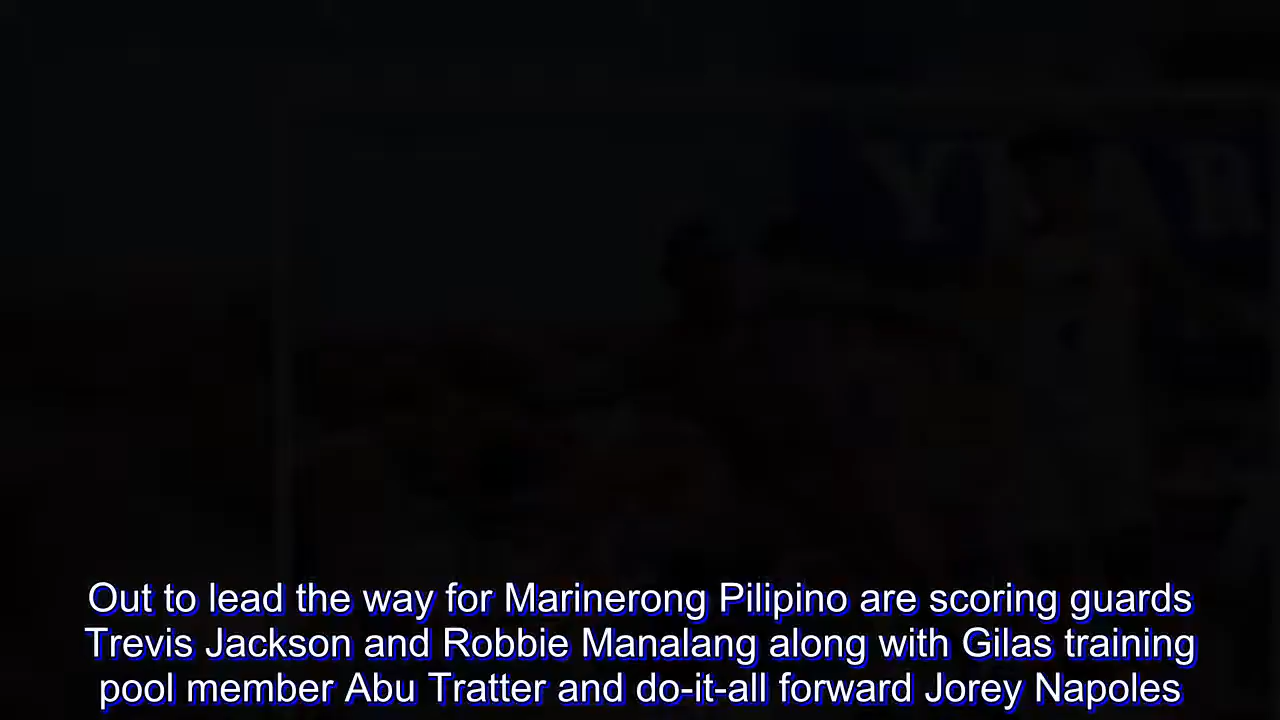 YEAR
Out to lead the way for Marinerong Pilipino are scoring guards
Trevis Jackson and Robbie Manalang along with Gilas training
pool member Abu Tratter and do-it-all forward Jorey Napoles